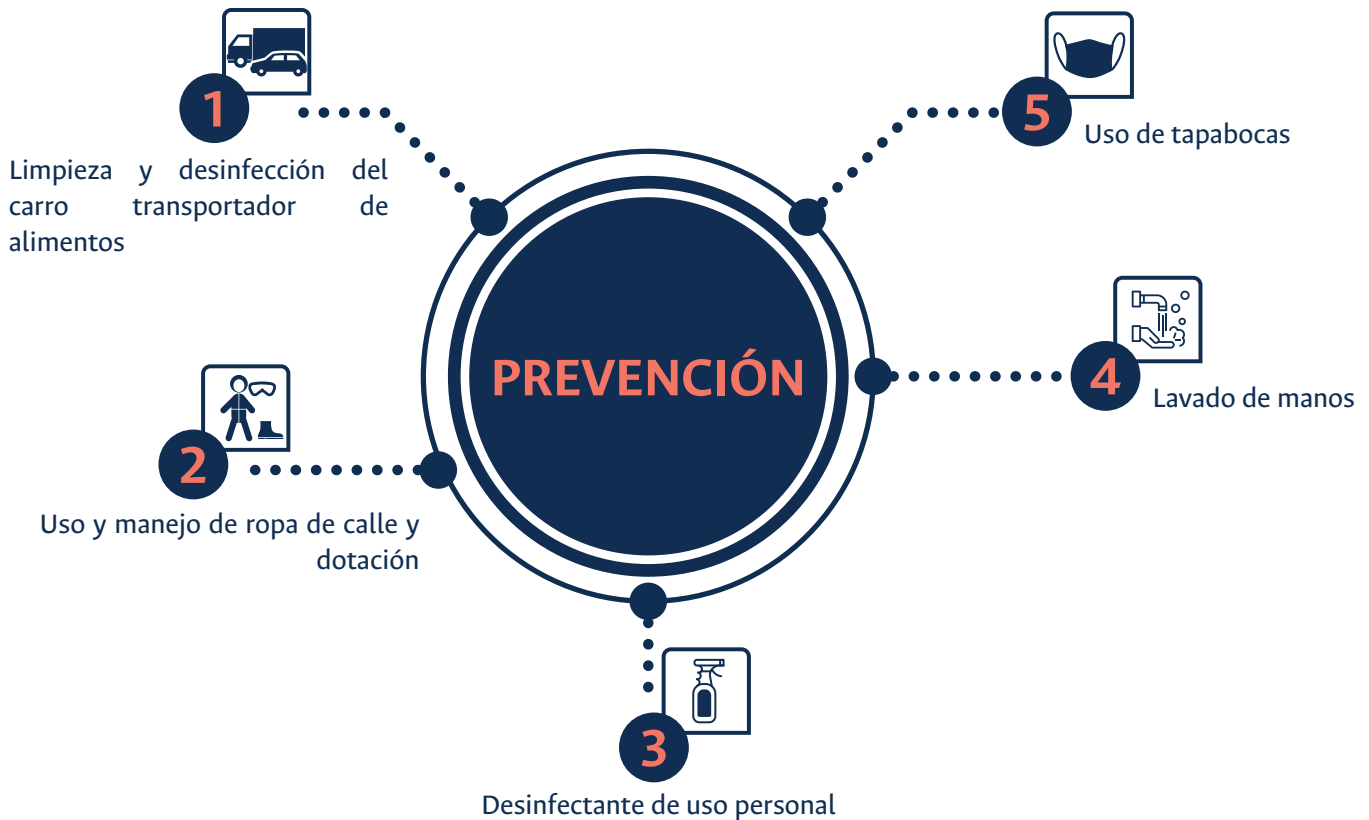 1
Limpieza y desinfección del
carro transportador de
alimentos
2
Uso y manejo de ropa de calle y
dotación
3
Desinfectante de uso personal
4
Lavado de manos
5
Uso de tapabocas
PREVENCIÓN